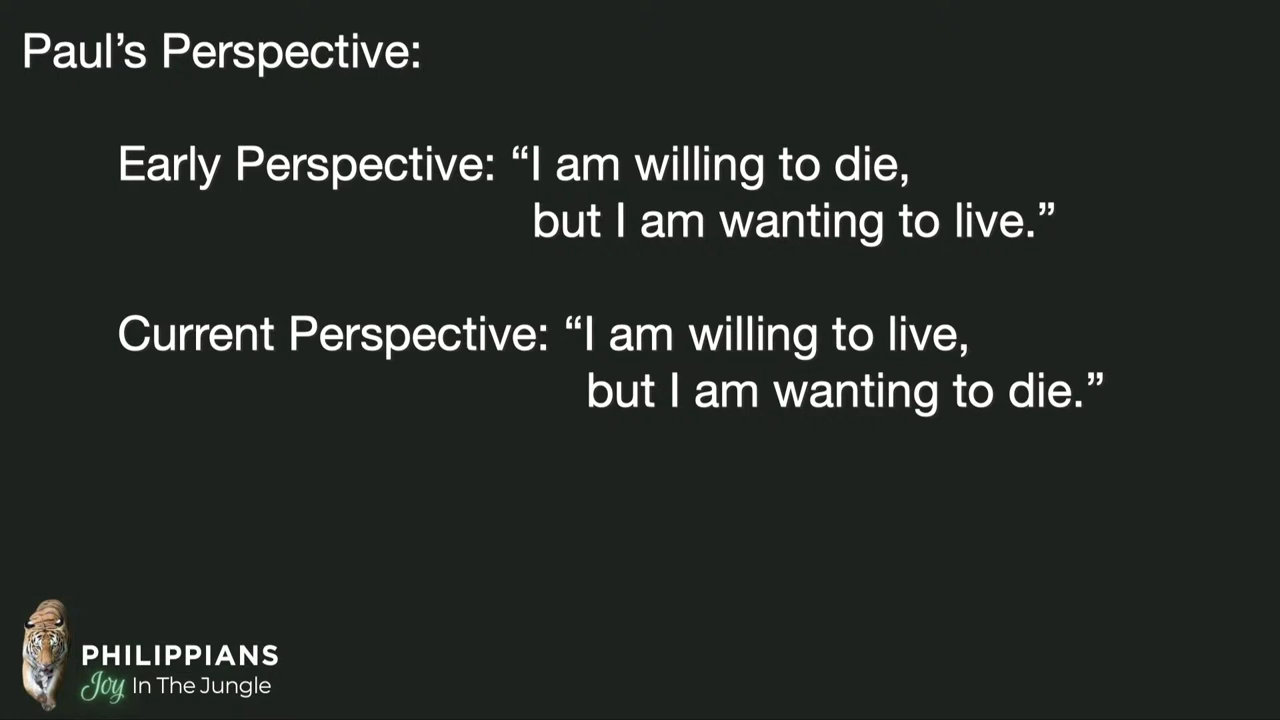 Paul’s Perspective:
Early Perspective: “I am willing to die,
but I am wanting to live.”
Current Perspective: “I am willing to live,
but I am wanting to die.”
PHILIPPIANS
Joy In The Jungle